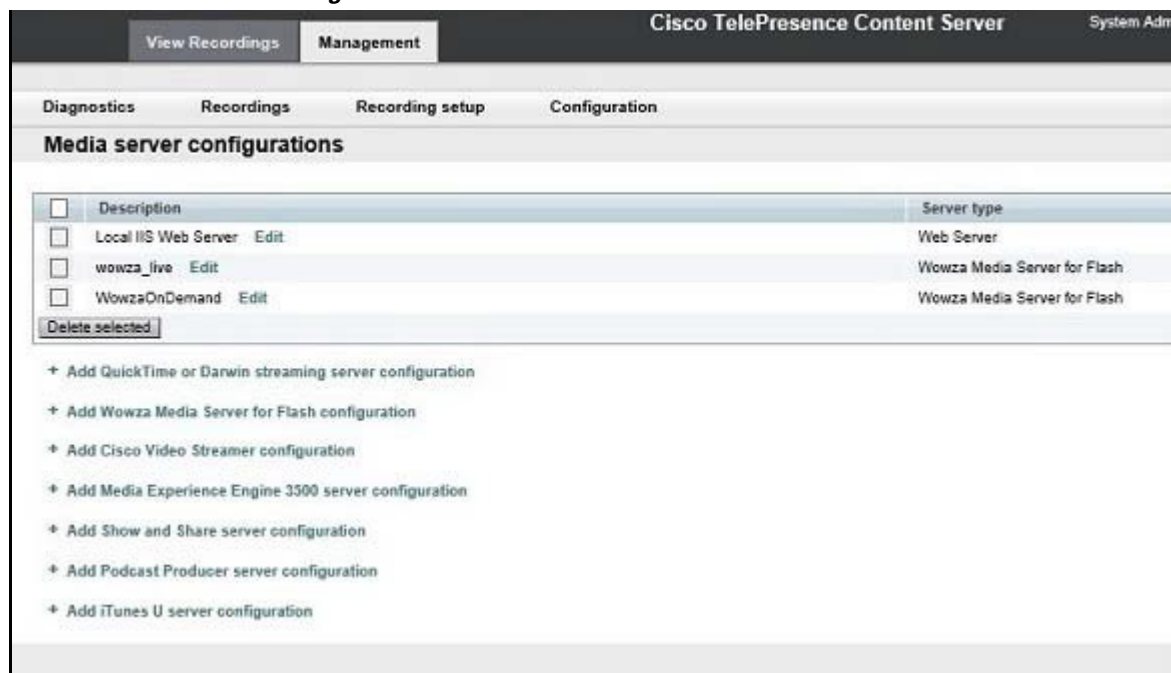 Cisco TelePresence Content Server System Adm
View Recordings Management
Diagnostics Recordings Recording setup Configuration
Media server configurations
Description Server type
Local IIS Web Server Edit Web Server
wowza_live Edit Wowza Media Server for Flash
WowzaOnDemand Edit Wowza Media Server for Flash
Delete selected
+ Add QuickTime or Darwin streaming server configuration
+ Add Wowza Media Server for Flash configuration
+ Add Cisco Video Streamer configuration
+ Add Media Experience Engine 3500 server configuration
+ Add Show and Share server configuration
+ Add Podcast Producer server configuration
+ Add iTunes U server configuration